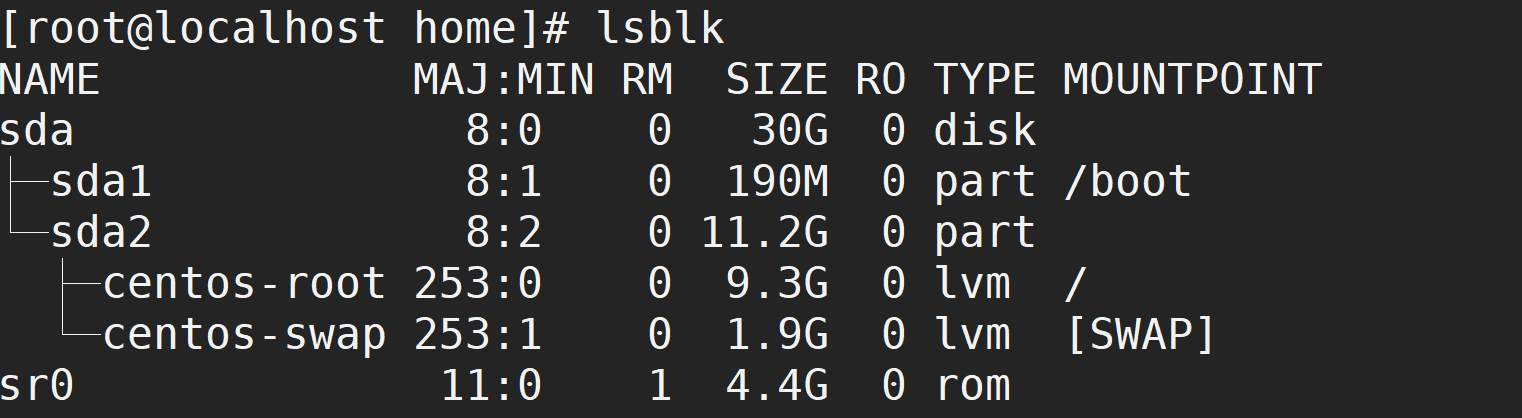 [root@localhost home]# lsblk
NAME            MAJ:MIN RM  SIZE RO TYPE MOUNTPOINT
sda               8:0    0   30G  0 disk
├─sda1            8:1    0  190M  0 part /boot
└─sda2            8:2    0 11.2G  0 part
  ├─centos-root 253:0    0  9.3G  0 lvm  /
  └─centos-swap 253:1    0  1.9G  0 lvm  [SWAP]
sr0              11:0    1  4.4G  0 rom